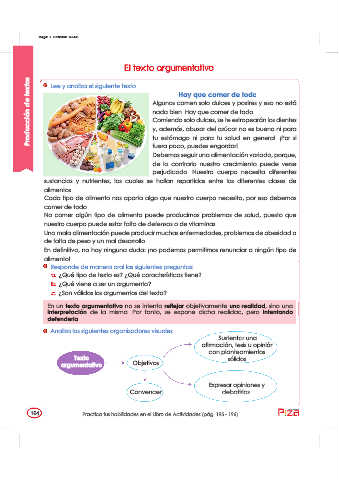 El texto argumentativo
Producción de textos
Lee y analiza el siguiente texto
Hay que comer de todo
Algunos comen solo dulces y postres y eso no está
nada bien. Hay que comer de todo.
Comiendo solo dulces, se te estropearán los dientes
y, además, abusar del azúcar no es bueno ni para
tu estómago ni para tu salud en general. ¡Por si
fuera poco, puedes engordar!
Debemos seguir una alimentación variada, porque,
de lo contrario nuestro crecimiento puede verse
perjudicado. Nuestro cuerpo necesita diferentes
sustancias y nutrientes, los cuales se hallan repartidos entre las diferentes clases de
alimentos.
Cada tipo de alimento nos aporta algo que nuestro cuerpo necesita, por eso debemos
comer de todo.
No comer algún tipo de alimento puede producirnos problemas de salud, puesto que
nuestro cuerpo puede estar falto de defensas o de vitaminas.
Una mala alimentación puede producir muchas enfermedades, problemas de obesidad o
de falta de peso y un mal desarrollo.
En definitiva, no hay ninguna duda: ¡no podemos permitirnos renunciar a ningún tipo de
alimento!
Responde de manera oral las siguientes preguntas:
a. ¿Qué tipo de texto es? ¿Qué características tiene?
b. ¿Qué viene a ser un argumento?
c. ¿Son válidos los argumentos del texto?
En un texto argumentativo no se intenta reflejar objetivamente una realidad, sino una
interpretación de la misma. Por tanto, se expone dicha realidad, pero intentando
defenderla.
Analiza los siguientes organizadores visuales
Texto
argumentativo
Objetivos
Convencer
Sustentar una
afirmación, tesis u opinión
con planteamientos
sólidos
Expresar opiniones y
debatirlas
164
Practica tus habilidades en el Libro de Actividades (pág. 195 - 196)